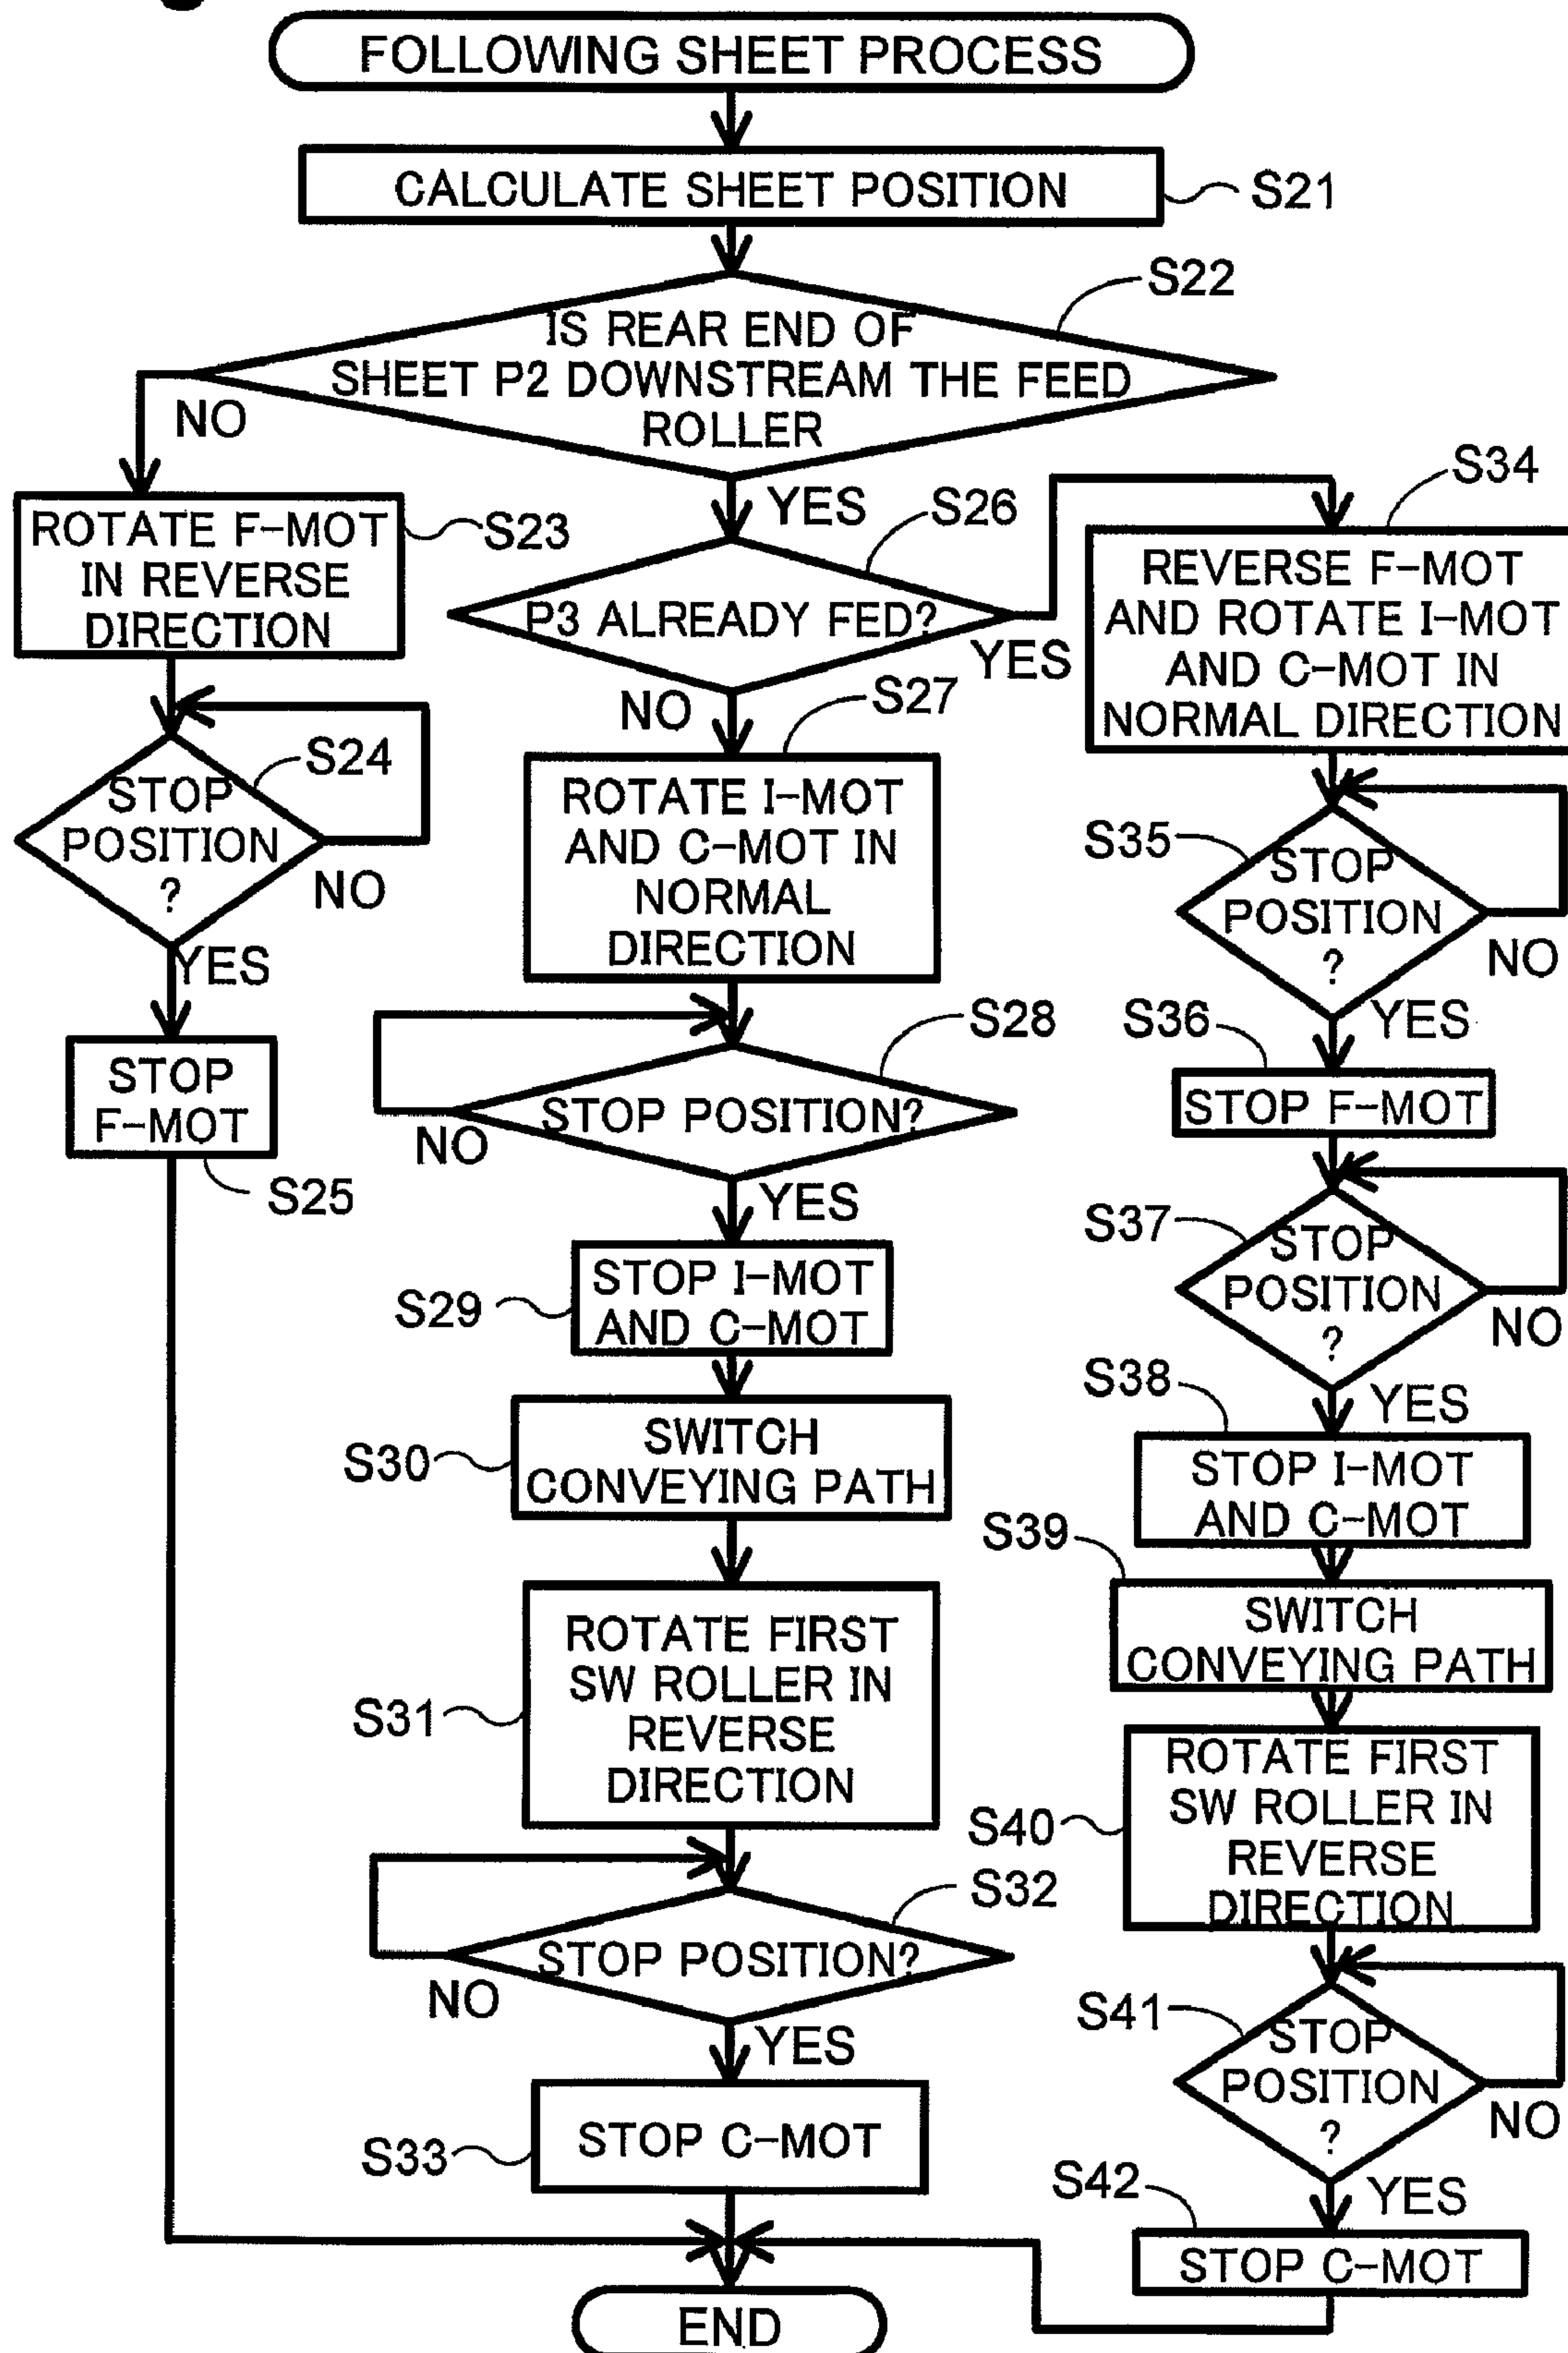 FOLLOWING SHEET PROCESS
CALCULATE SHEET POSITION
S21
S22
IS REAR END OF
SHEET P2 DOWNSTREAM THE FEED
ROLLER
NO
YES
ROTATE F-MOT
IN REVERSE
DIRECTION
S23
STOP
POSITION
?
S24
NO
YES
STOP
F-MOT
S25
S26
P3 ALREADY FED?
YES
NO
S27
ROTATE I-MOT
AND C-MOT IN
NORMAL
DIRECTION
S28
STOP POSITION?
NO
YES
STOP I-MOT
AND C-MOT
S29
SWITCH
CONVEYING PATH
S30
ROTATE FIRST
SW ROLLER IN
REVERSE
DIRECTION
S31
S32
STOP POSITION?
NO
YES
STOP C-MOT
S33
S34
REVERSE F-MOT
AND ROTATE I-MOT
AND C-MOT IN
NORMAL DIRECTION
S35
STOP
POSITION
?
NO
YES
S36
STOP F-MOT
S37
STOP
POSITION
?
NO
YES
S38
STOP I-MOT
AND C-MOT
S39
SWITCH
CONVEYING PATH
S40
ROTATE FIRST
SW ROLLER IN
REVERSE
DIRECTION
S41
STOP
POSITION
?
NO
YES
S42
STOP C-MOT
END